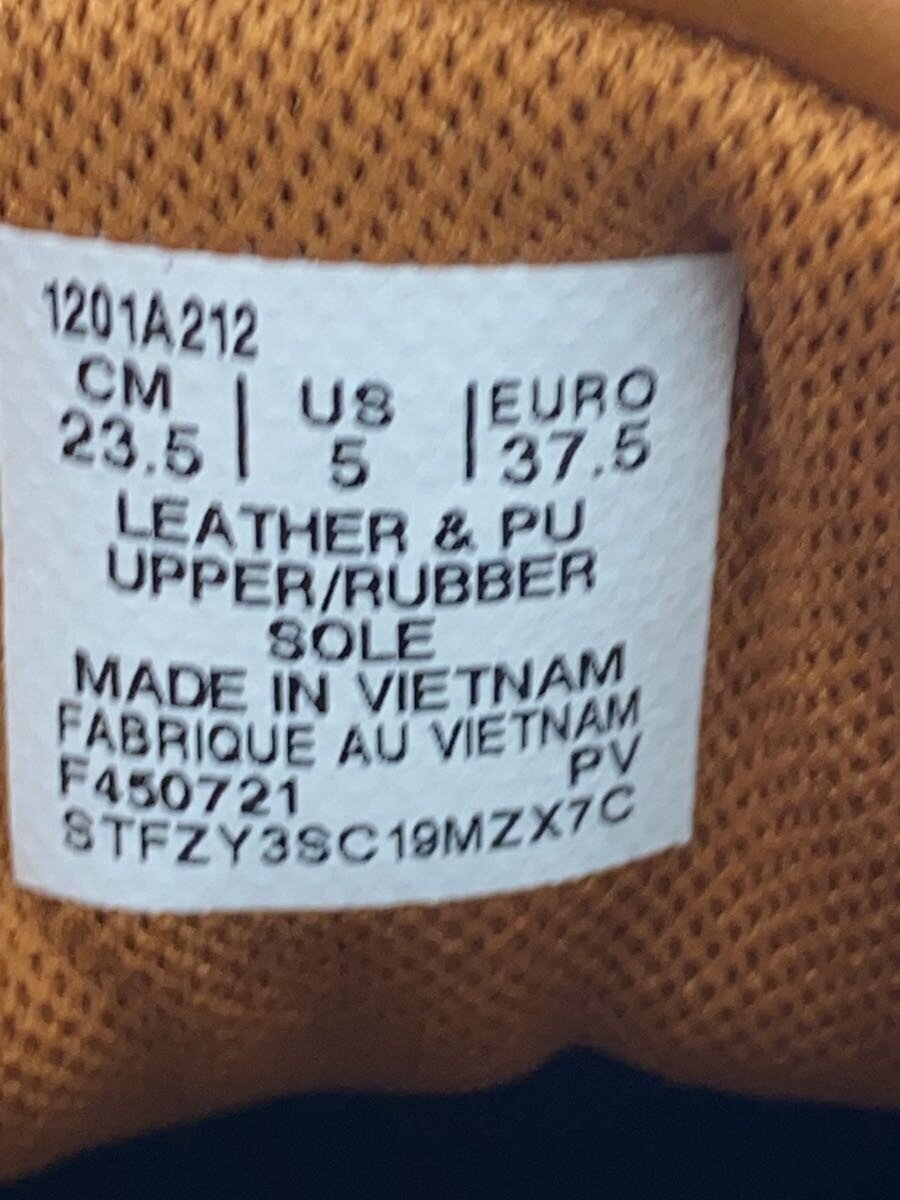 1201A212
CM | US | EURO
23.5 | 5 | 37.5
LEATHER & PU
UPPER/RUBBER
SOLE
MADE IN VIETNAM
FABRIQUE AU VIETNAM
F450721 PV
STFZY3SC19MZX7C